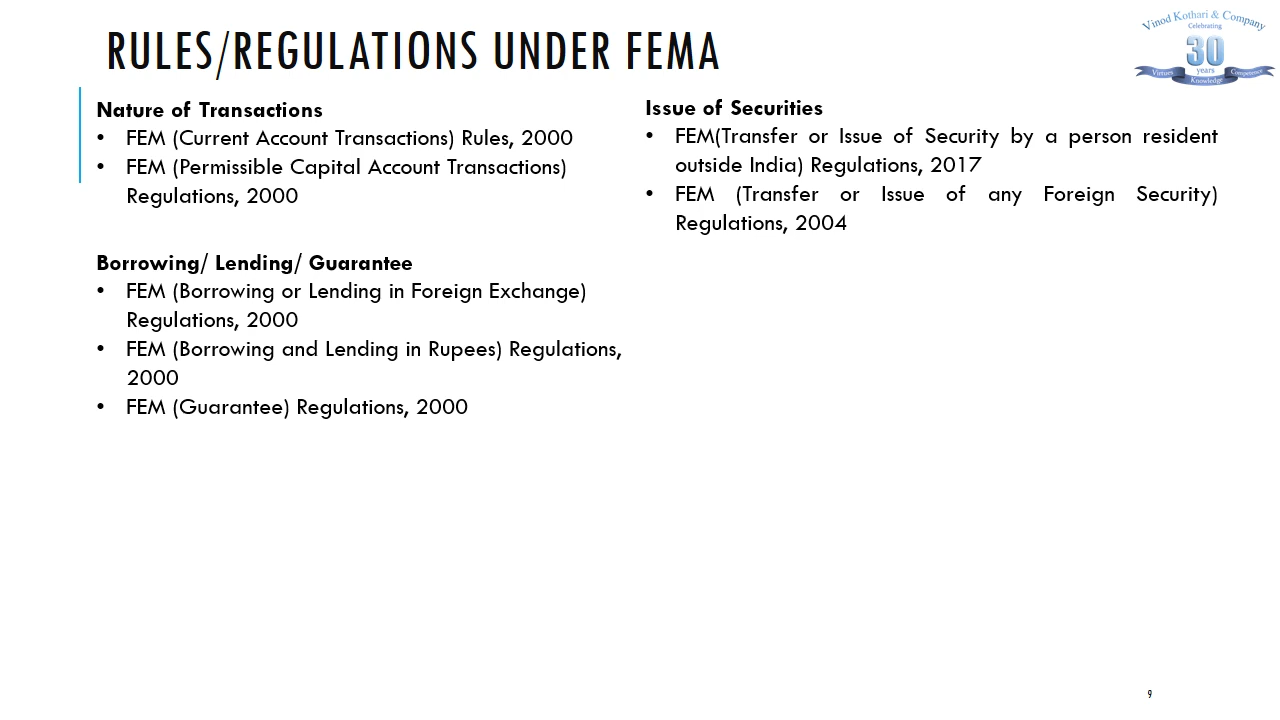 RULES/REGULATIONS UNDER FEMA
Vinod Kothari & Company
Celebrating
30
years
Virtues
Knowledge
Competence
Nature of Transactions
• FEM (Current Account Transactions) Rules, 2000
• FEM (Permissible Capital Account Transactions)
Regulations, 2000
Borrowing/ Lending/ Guarantee
• FEM (Borrowing or Lending in Foreign Exchange)
Regulations, 2000
• FEM (Borrowing and Lending in Rupees) Regulations,
2000
• FEM (Guarantee) Regulations, 2000
Issue of Securities
• FEM(Transfer or Issue of Security by a person resident
outside India) Regulations, 2017
• FEM (Transfer or Issue of any Foreign Security)
Regulations, 2004
9